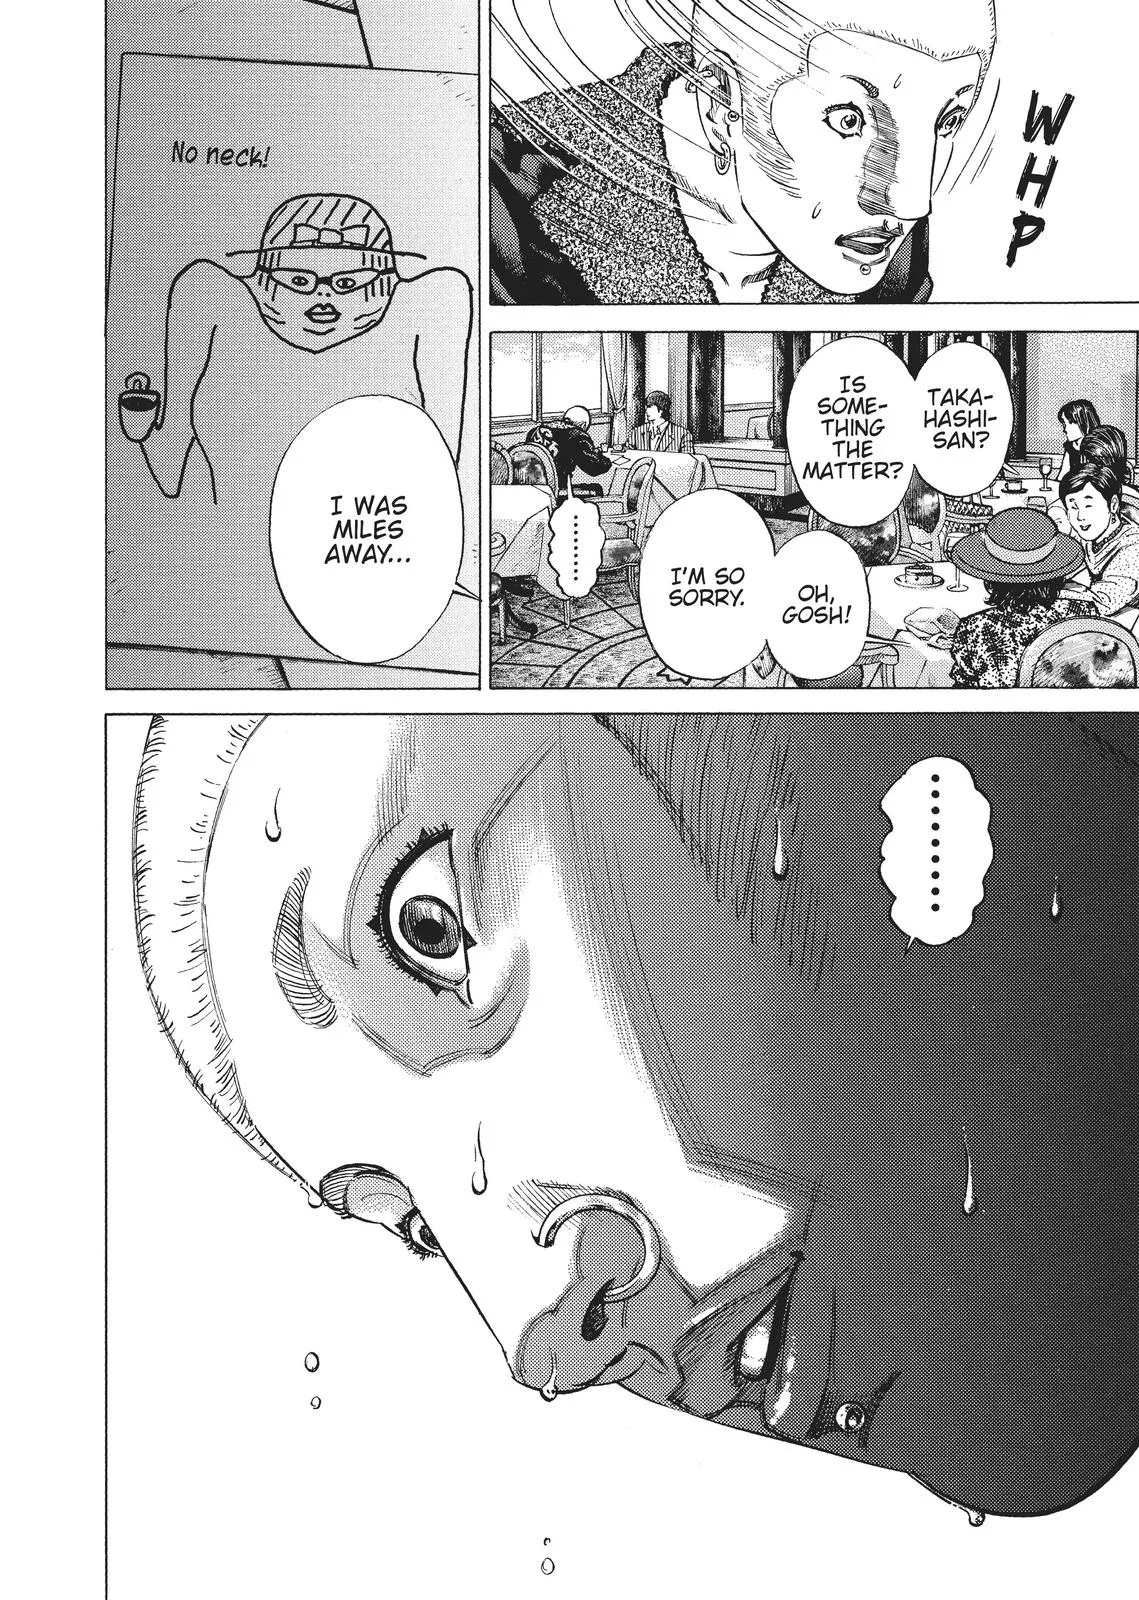 WHP
TAKA-
HASHI-
SAN?
IS
SOME-
THING
THE
MATTER?
OH,
GOSH!
I'M SO
SORRY.
.........
No neck!
I WAS
MILES
AWAY...
.........